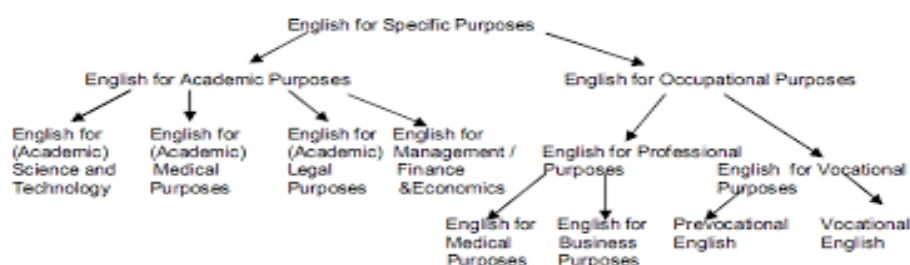 English for Specific Purposes
English for Academic Purposes
English for Occupational Purposes
English for
(Academic)
Science and
Technology
English for
(Academic)
Medical
Purposes
English for
(Academic)
Legal
Purposes
English for
Management /
Finance
&Economics
English for Professional
Purposes
English for Vocational
Purposes
English for
Medical
Purposes
English for
Business
Purposes
Prevocational
English
Vocational
English